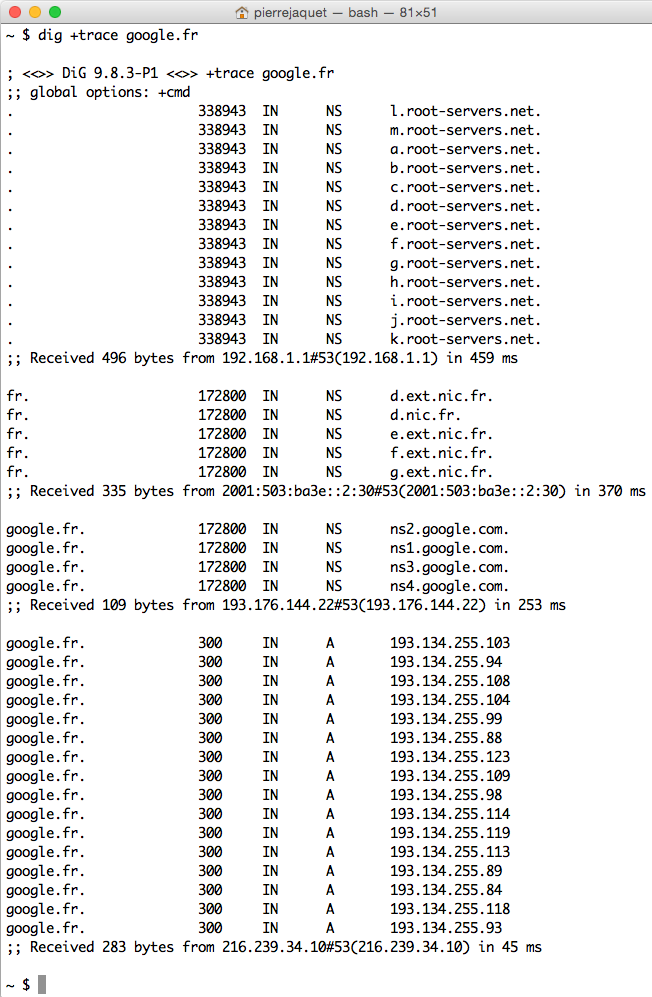 pierrejaquet — bash — 81×51
~ $ dig +trace google.fr
; <<>> DiG 9.8.3-P1 <<>> +trace google.fr
;; global options: +cmd
. 338943 IN NS l.root-servers.net.
. 338943 IN NS m.root-servers.net.
. 338943 IN NS a.root-servers.net.
. 338943 IN NS b.root-servers.net.
. 338943 IN NS c.root-servers.net.
. 338943 IN NS d.root-servers.net.
. 338943 IN NS e.root-servers.net.
. 338943 IN NS f.root-servers.net.
. 338943 IN NS g.root-servers.net.
. 338943 IN NS h.root-servers.net.
. 338943 IN NS i.root-servers.net.
. 338943 IN NS j.root-servers.net.
. 338943 IN NS k.root-servers.net.
;; Received 496 bytes from 192.168.1.1#53(192.168.1.1) in 459 ms
fr. 172800 IN NS d.ext.nic.fr.
fr. 172800 IN NS d.nic.fr.
fr. 172800 IN NS e.ext.nic.fr.
fr. 172800 IN NS f.ext.nic.fr.
fr. 172800 IN NS g.ext.nic.fr.
;; Received 335 bytes from 2001:503:ba3e::2:30#53(2001:503:ba3e::2:30) in 370 ms
google.fr. 172800 IN NS ns2.google.com.
google.fr. 172800 IN NS ns1.google.com.
google.fr. 172800 IN NS ns3.google.com.
google.fr. 172800 IN NS ns4.google.com.
;; Received 109 bytes from 193.176.144.22#53(193.176.144.22) in 253 ms
google.fr. 300 IN A 193.134.255.103
google.fr. 300 IN A 193.134.255.94
google.fr. 300 IN A 193.134.255.108
google.fr. 300 IN A 193.134.255.104
google.fr. 300 IN A 193.134.255.99
google.fr. 300 IN A 193.134.255.88
google.fr. 300 IN A 193.134.255.123
google.fr. 300 IN A 193.134.255.109
google.fr. 300 IN A 193.134.255.98
google.fr. 300 IN A 193.134.255.114
google.fr. 300 IN A 193.134.255.119
google.fr. 300 IN A 193.134.255.113
google.fr. 300 IN A 193.134.255.89
google.fr. 300 IN A 193.134.255.84
google.fr. 300 IN A 193.134.255.118
google.fr. 300 IN A 193.134.255.93
;; Received 283 bytes from 216.239.34.10#53(216.239.34.10) in 45 ms
~ $